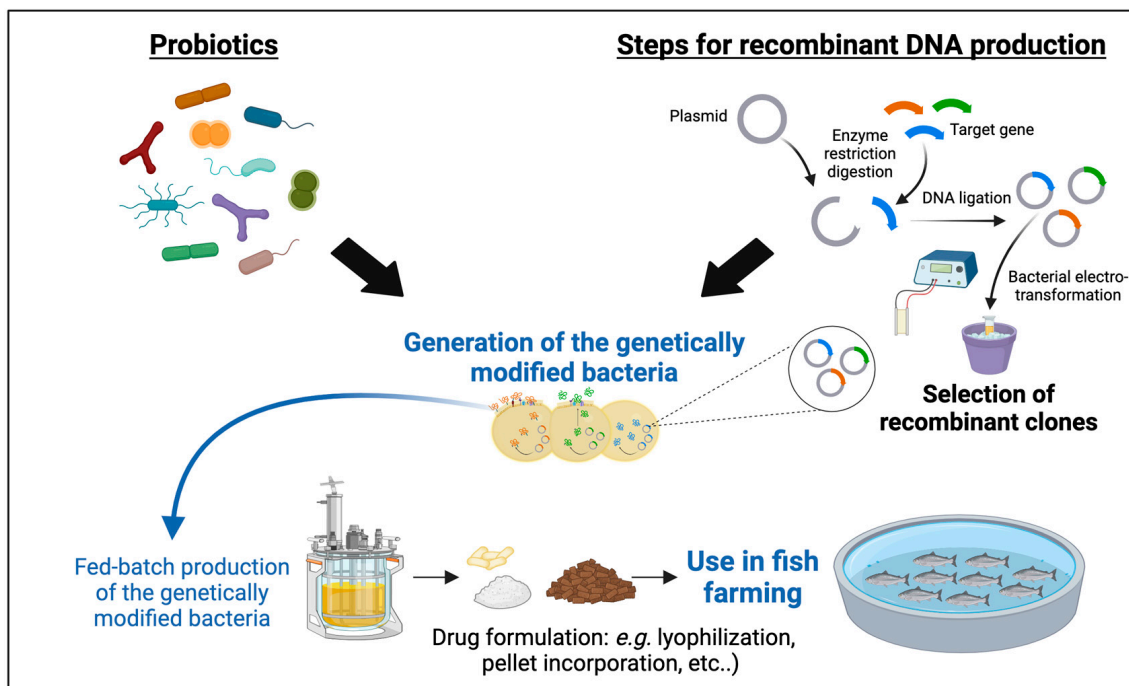 Probiotics
Steps for recombinant DNA production
Plasmid
Target gene
Enzyme
restriction
digestion
DNA ligation
Bacterial electro-
transformation
Selection of
recombinant clones
Generation of the genetically
modified bacteria
Fed-batch production
of the genetically
modified bacteria
Drug formulation: e.g. lyophilization,
pellet incorporation, etc..)
Use in fish
farming